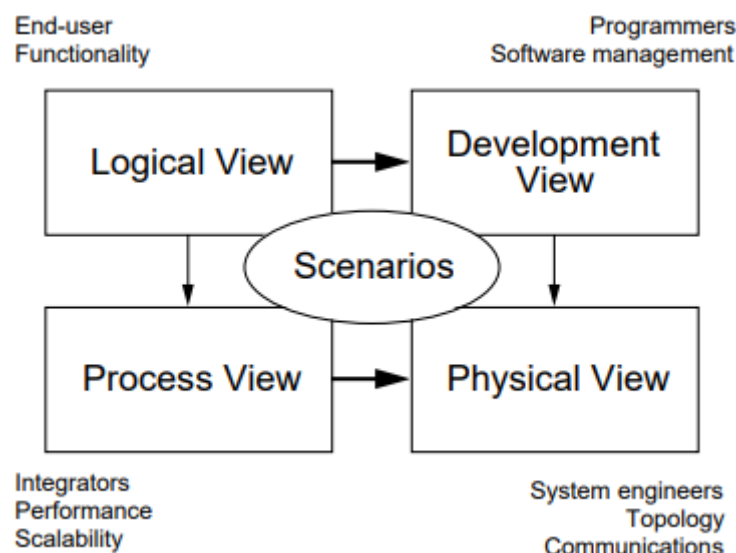 End-user
Functionality
Programmers
Software management
Logical View
Development
View
Scenarios
Process View
Physical View
Integrators
Performance
Scalability
System engineers
Topology
Communications